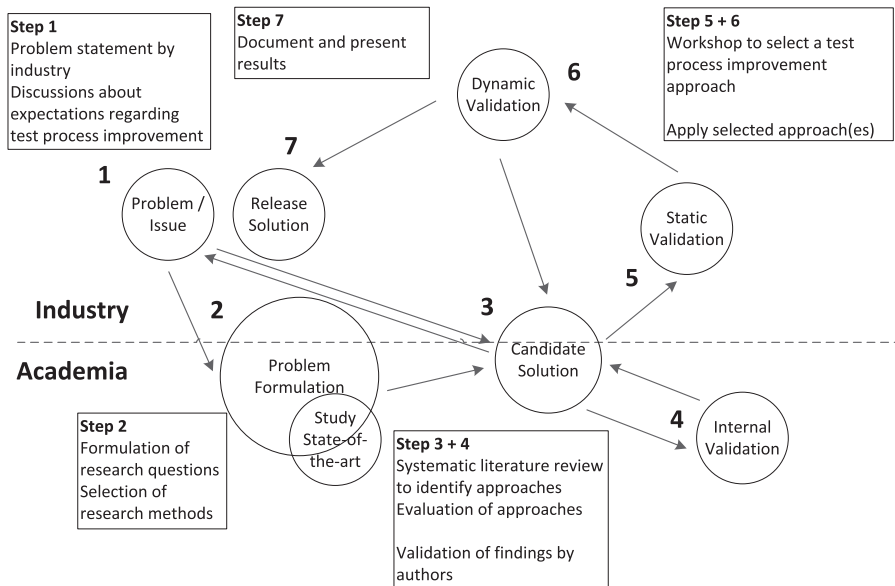 Step 1
Problem statement by
industry
Discussions about
expectations regarding
test process improvement
Step 7
Document and present
results
Step 5 + 6
Workshop to select a test
process improvement
approach
Apply selected approach(es)
Dynamic
Validation
6
7
1
Problem /
Issue
Release
Solution
Static
Validation
5
Industry
2
3
Academia
Problem
Formulation
Candidate
Solution
Study
State-of-
the-art
4
Internal
Validation
Step 2
Formulation of
research questions
Selection of
research methods
Step 3 + 4
Systematic literature review
to identify approaches
Evaluation of approaches
Validation of findings by
authors